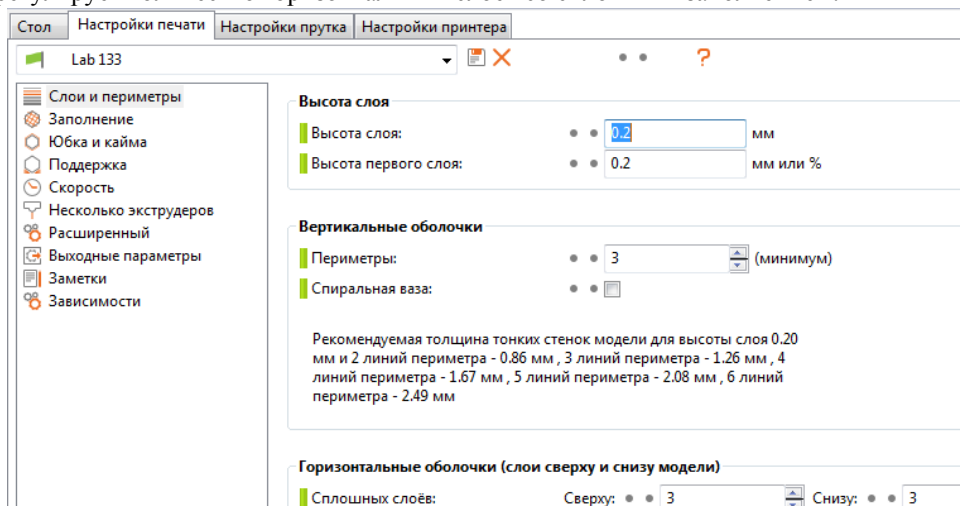 Стол Настройки печати Настройки прутка Настройки принтера
Lab 133 ?
Слои и периметры
Заполнение
Юбка и кайма
Поддержка
Скорость
Несколько экструдеров
Расширенный
Выходные параметры
Заметки
Зависимости
Высота слоя
Высота слоя: 0.2 мм
Высота первого слоя: 0.2 мм или %
Вертикальные оболочки
Периметры: 3 (минимум)
Спиральная ваза:
Рекомендуемая толщина тонких стенок модели для высоты слоя 0.20
мм и 2 линий периметра - 0.86 мм , 3 линий периметра - 1.26 мм , 4
линий периметра - 1.67 мм , 5 линий периметра - 2.08 мм , 6 линий
периметра - 2.49 мм
Горизонтальные оболочки (слои сверху и снизу модели)
Сплошных слоёв: Сверху: 3 Снизу: 3